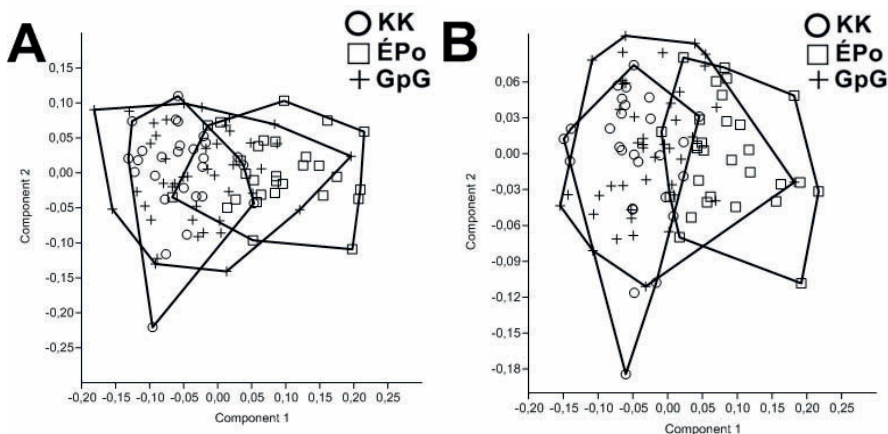 A
KK
ÉPo
GpG
0,15
0,10
0,05
0,00
-0,05
-0,10
-0,15
-0,20
-0,25
Component 2
-0,20 -0,15 -0,10 -0,05 0,00 0,05 0,10 0,15 0,20 0,25
Component 1
B
KK
ÉPo
GpG
0,06
0,03
0,00
-0,03
-0,06
-0,09
-0,12
-0,15
-0,18
Component 2
-0,20 -0,15 -0,10 -0,05 0,00 0,05 0,10 0,15 0,20 0,25
Component 1